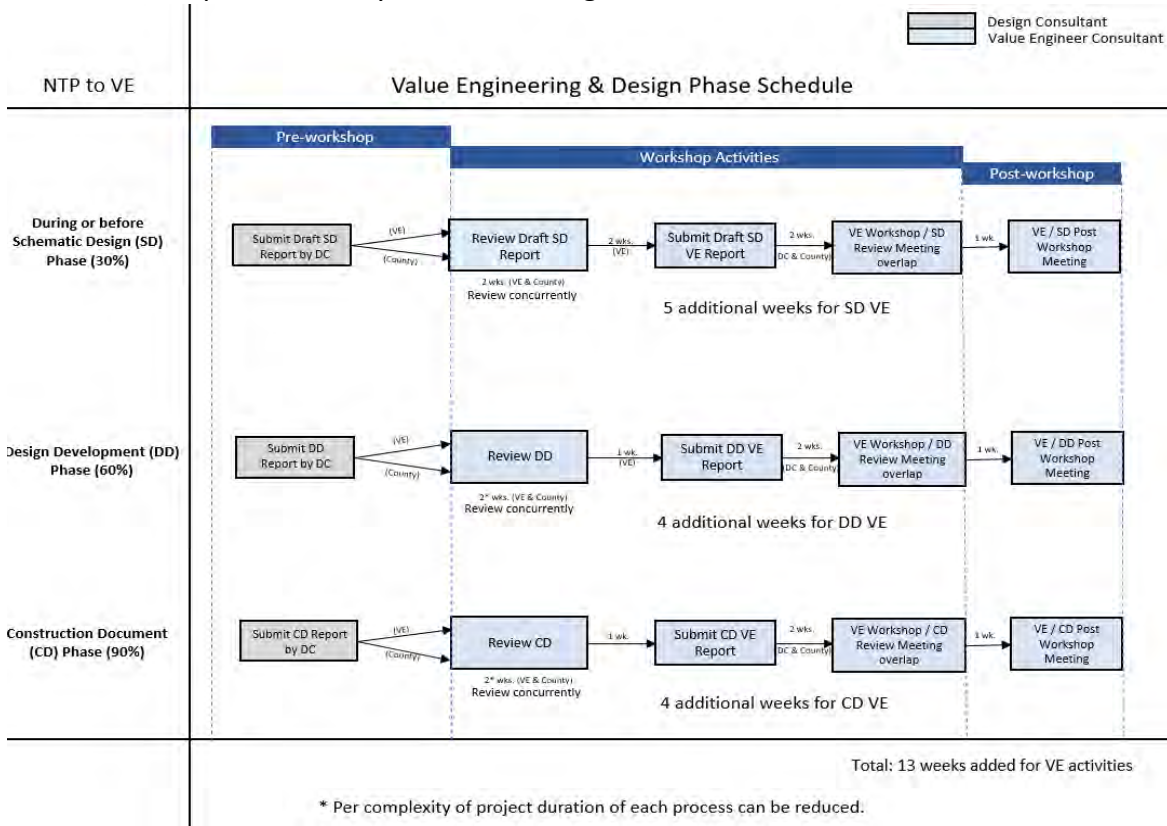 Design Consultant
Value Engineer Consultant
NTP to VE
Value Engineering & Design Phase Schedule
Pre-workshop
Workshop Activities
Post-workshop
During or before
Schematic Design (SD)
Phase (30%)
Submit Draft SD
Report by DC
(VE)
(County)
Review Draft SD
Report
2 wks. (VE & County)
Review concurrently
2 wks.
(VE)
Submit Draft SD
VE Report
2 wks.
DC & County)
VE Workshop / SD
Review Meeting
overlap
1 wk.
VE / SD Post
Workshop
Meeting
5 additional weeks for SD VE
Design Development (DD)
Phase (60%)
Submit DD
Report by DC
(VE)
(County)
Review DD
2* wks. (VE & County)
Review concurrently
1 wk.
(VE)
Submit DD VE
Report
2 wks.
(DC & County)
VE Workshop / DD
Review Meeting
overlap
1 wk.
VE / DD Post
Workshop
Meeting
4 additional weeks for DD VE
Construction Document
(CD) Phase (90%)
Submit CD Report
by DC
(VE)
(County)
Review CD
2* wks. (VE & County)
Review concurrently
1 wk.
Submit CD VE
Report
2 wks.
DC & County)
VE Workshop / CD
Review Meeting
overlap
1 wk.
VE / CD Post
Workshop
Meeting
4 additional weeks for CD VE
Total: 13 weeks added for VE activities
* Per complexity of project duration of each process can be reduced.